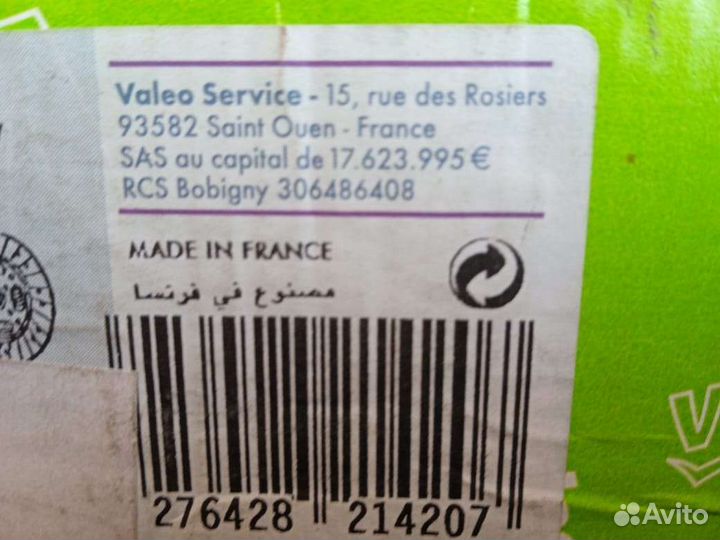 Valeo Service - 15, rue des Rosiers
93582 Saint Ouen - France
SAS au capital de 17.623.995 €
RCS Bobigny 306486408
MADE IN FRANCE
مصنوع في فرنسا
276428 214207
Avito